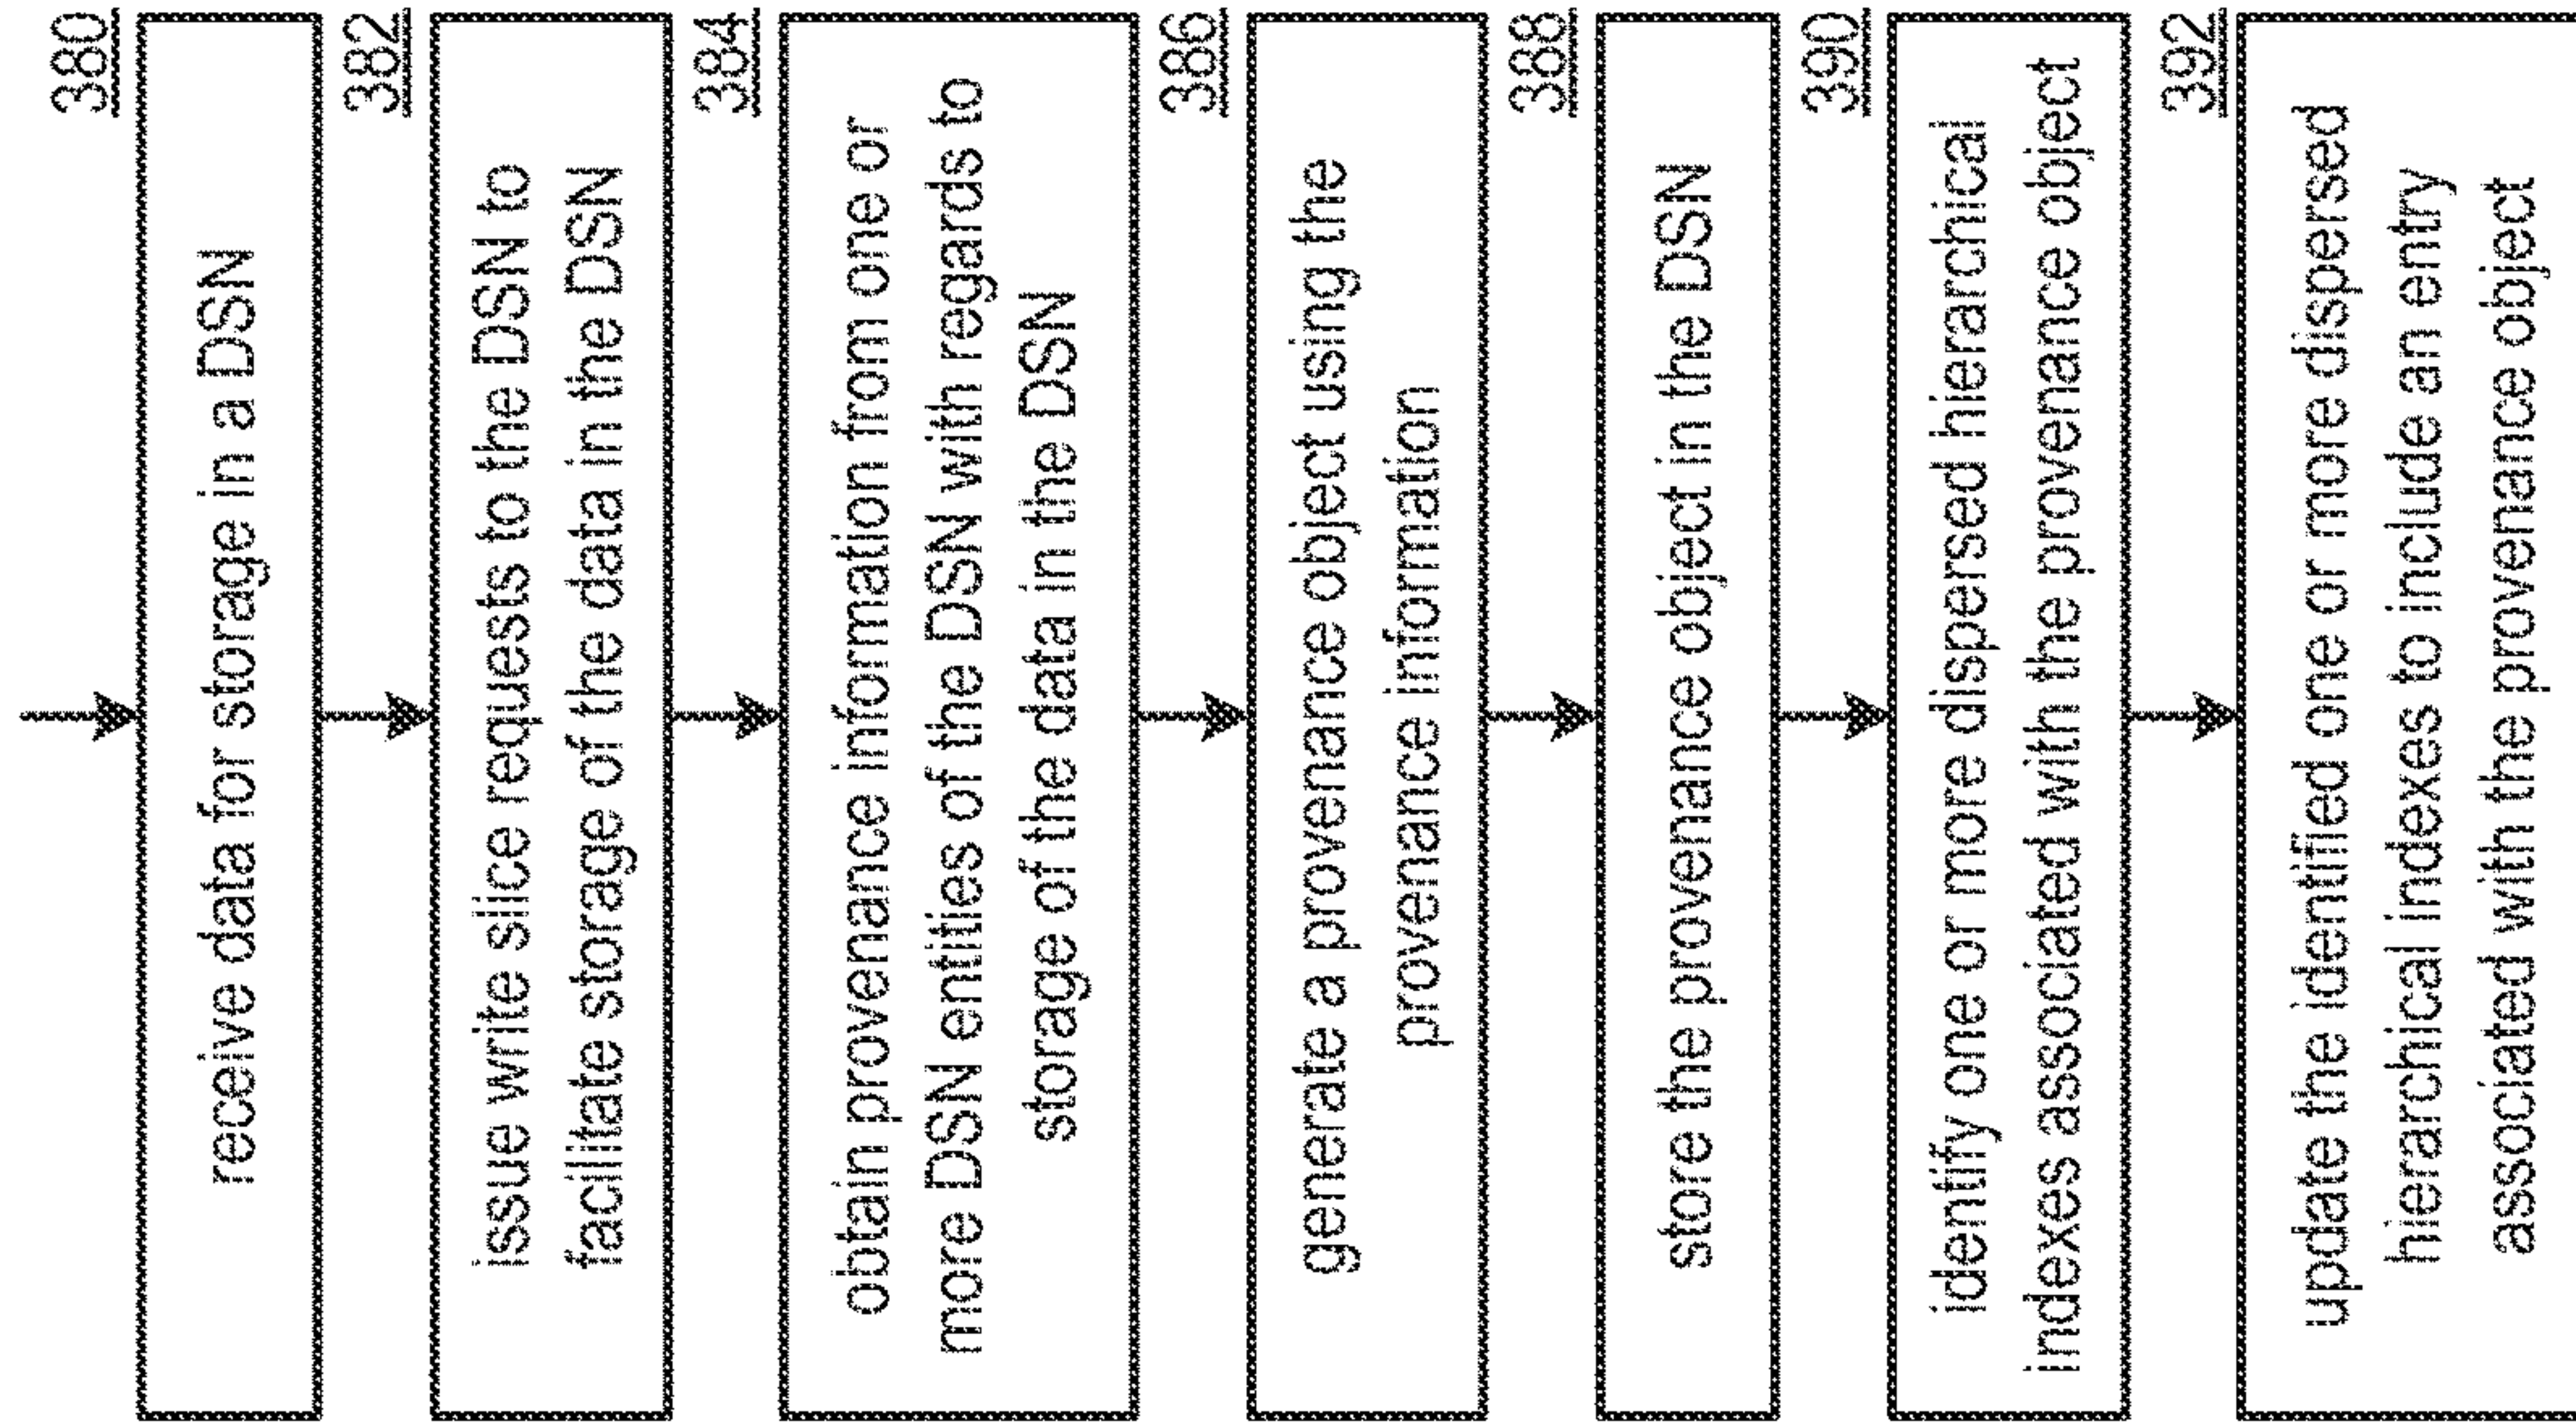 380
receive data for storage in a DSN
382
issue write slice requests to the DSN to
facilitate storage of the data in the DSN
384
obtain provenance information from one or
more DSN entities of the DSN with regards to
storage of the data in the DSN
386
generate a provenance object using the
provenance information
388
store the provenance object in the DSN
390
identify one or more dispersed hierarchical
indexes associated with the provenance object
392
update the identified one or more dispersed
hierarchical indexes to include an entry
associated with the provenance object